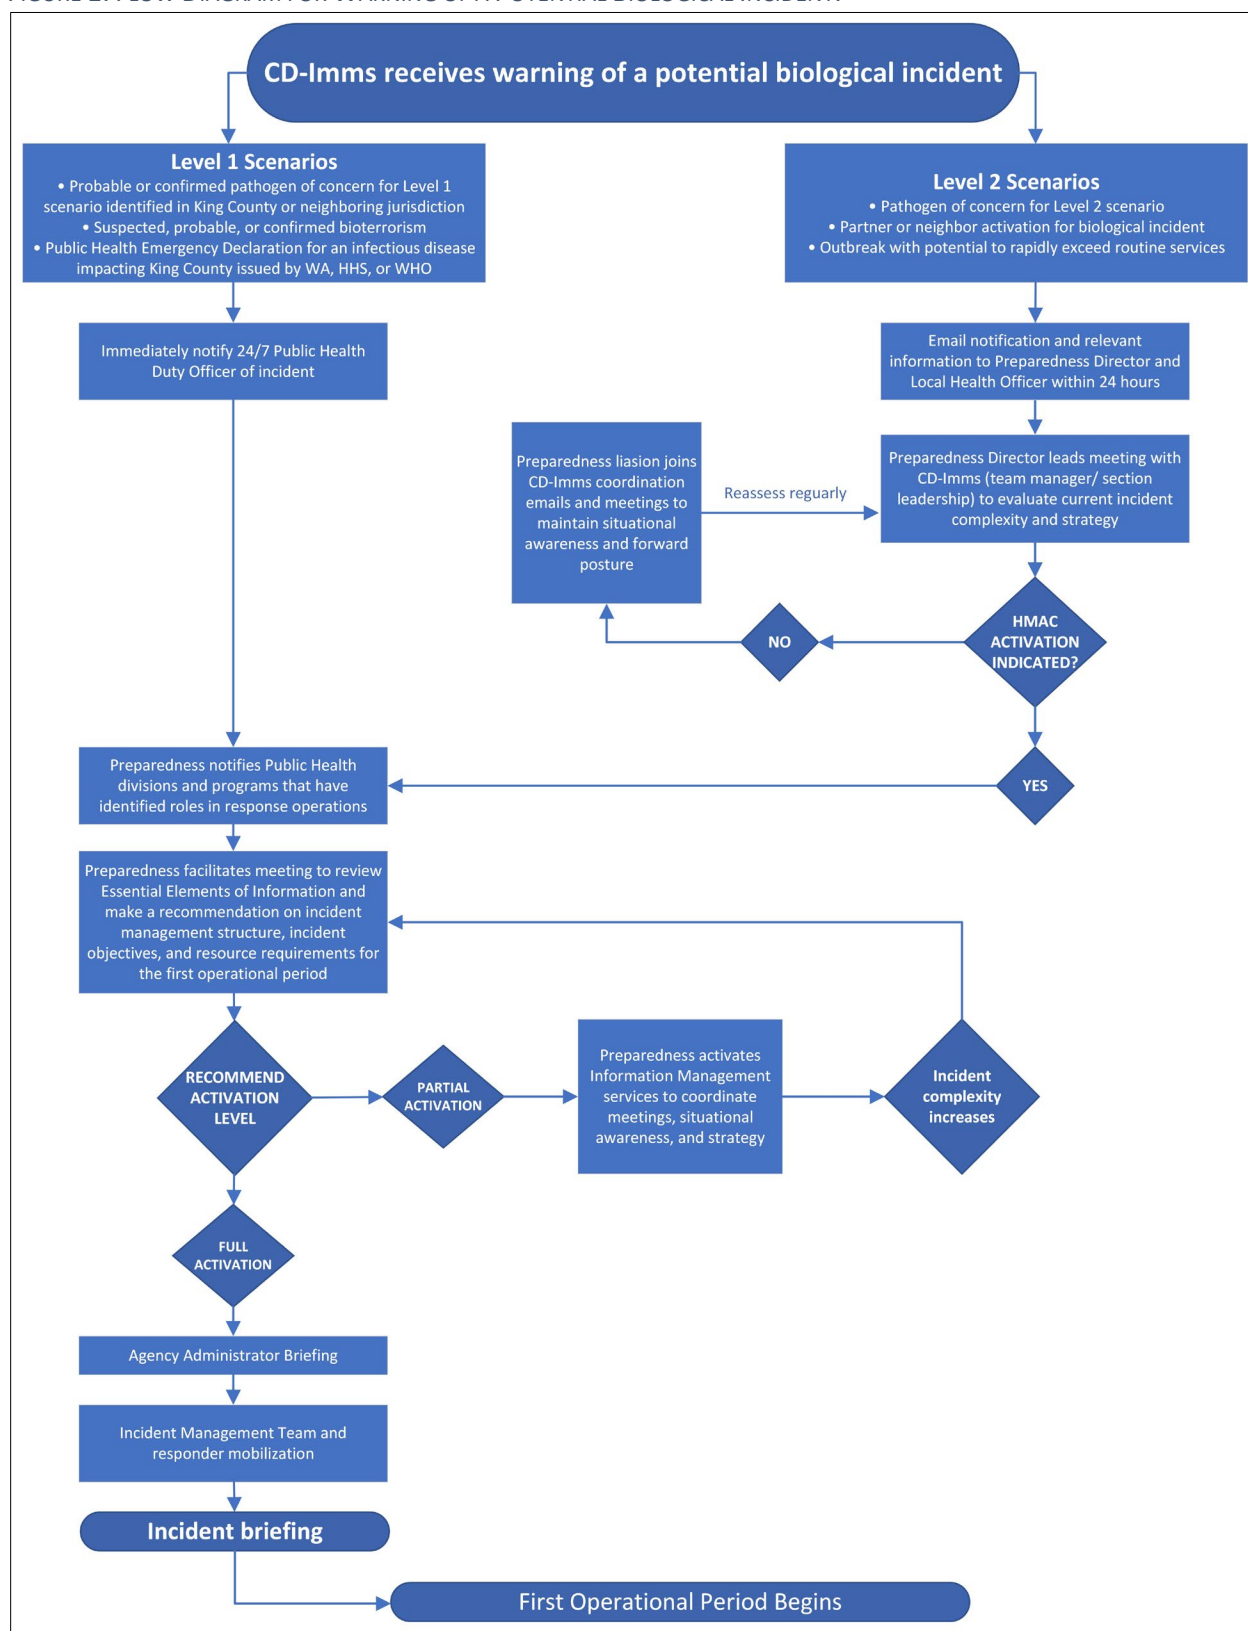 CD-Imms receives warning of a potential biological incident
Level 1 Scenarios
• Probable or confirmed pathogen of concern for Level 1
scenario identified in King County or neighboring jurisdiction
• Suspected, probable, or confirmed bioterrorism
• Public Health Emergency Declaration for an infectious disease
impacting King County issued by WA, HHS, or WHO
Level 2 Scenarios
• Pathogen of concern for Level 2 scenario
• Partner or neighbor activation for biological incident
• Outbreak with potential to rapidly exceed routine services
Immediately notify 24/7 Public Health
Duty Officer of incident
Email notification and relevant
information to Preparedness Director and
Local Health Officer within 24 hours
Preparedness liasion joins
CD-Imms coordination
emails and meetings to
maintain situational
awareness and forward
posture
Reassess reguarly
Preparedness Director leads meeting with
CD-Imms (team manager/ section
leadership) to evaluate current incident
complexity and strategy
HMAC
ACTIVATION
INDICATED?
NO
YES
Preparedness notifies Public Health
divisions and programs that have
identified roles in response operations
Preparedness facilitates meeting to review
Essential Elements of Information and
make a recommendation on incident
management structure, incident
objectives, and resource requirements for
the first operational period
RECOMMEND
ACTIVATION
LEVEL
PARTIAL
ACTIVATION
Preparedness activates
Information Management
services to coordinate
meetings, situational
awareness, and strategy
Incident
complexity
increases
FULL
ACTIVATION
Agency Administrator Briefing
Incident Management Team and
responder mobilization
Incident briefing
First Operational Period Begins